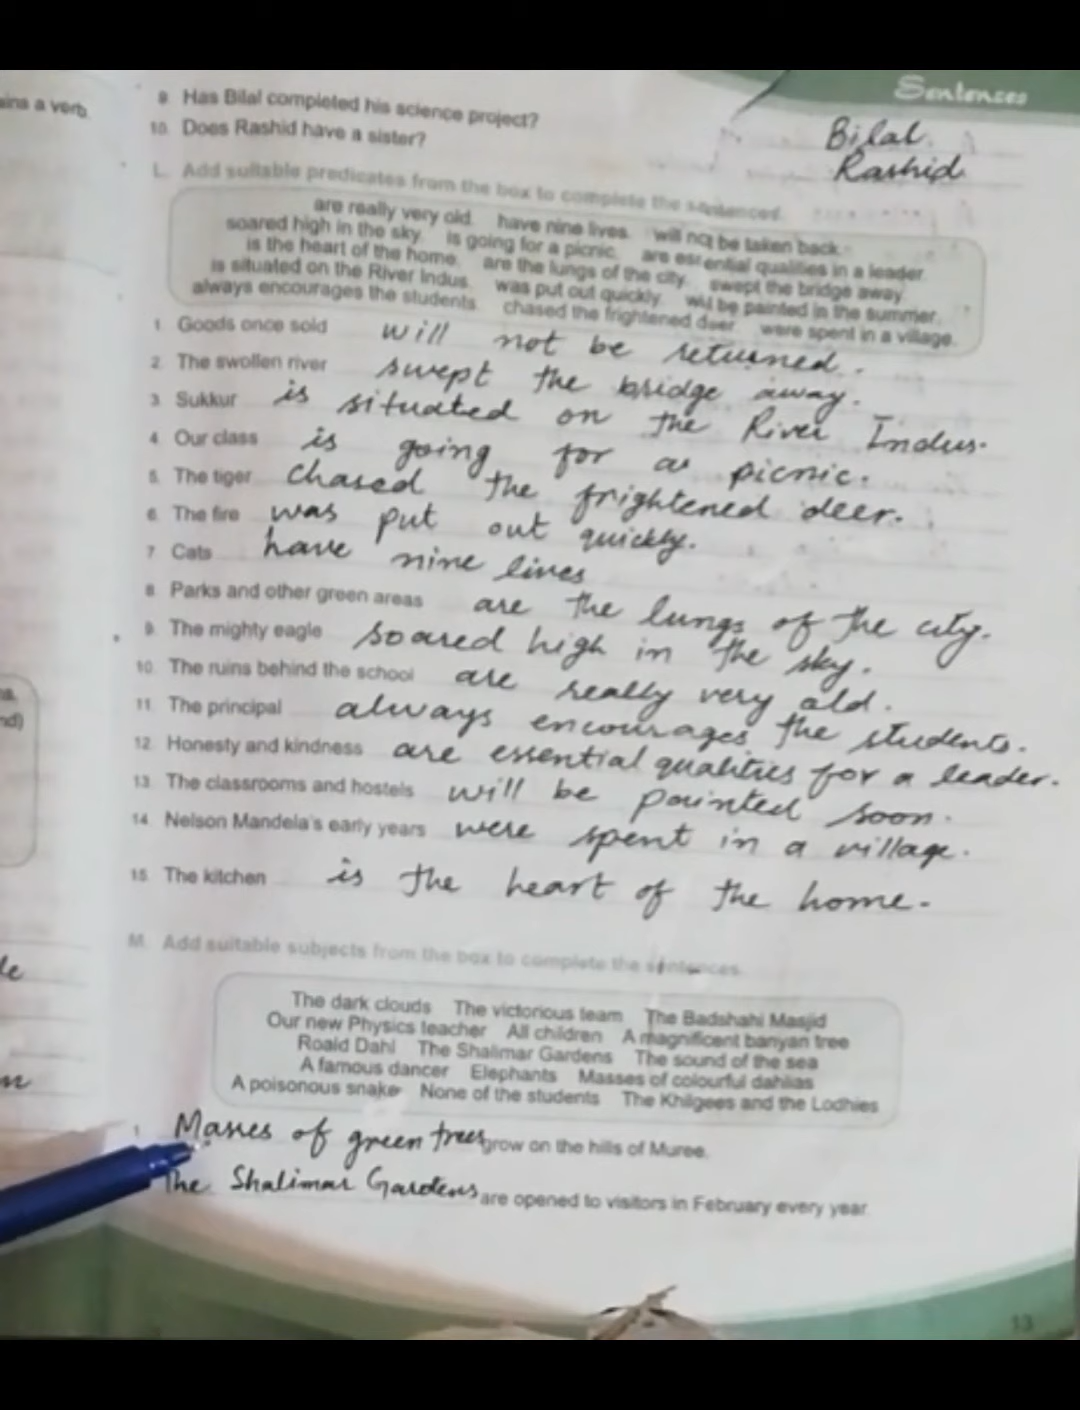 Sentences
ains a verb.
9. Has Bilal completed his science project?
Bilal.
10. Does Rashid have a sister?
Rashid
L. Add suitable predicates from the box to complete the sentences.
are really very old. have nine lives. will not be taken back.
soared high in the sky. is going for a picnic. are essential qualities in a leader.
is the heart of the home. are the lungs of the city. swept the bridge away.
is situated on the River Indus. was put out quickly. will be painted in the summer.
always encourages the students. chased the frightened deer. were spent in a village.
1. Goods once sold will not be returned.
2. The swollen river swept the bridge away.
3. Sukkur is situated on the River Indus.
4. Our class is going for a picnic.
5. The tiger chased the frightened deer.
6. The fire was put out quickly.
7. Cats have nine lives
8. Parks and other green areas are the lungs of the city.
9. The mighty eagle soared high in the sky.
10. The ruins behind the school are really very old.
11. The principal always encourages the students.
12. Honesty and kindness are essential qualities for a leader.
13. The classrooms and hostels will be painted soon.
14. Nelson Mandela's early years were spent in a village.
15. The kitchen is the heart of the home.
M. Add suitable subjects from the box to complete the sentences.
The dark clouds The victorious team The Badshahi Masjid
Our new Physics teacher All children A magnificent banyan tree
Roald Dahl The Shalimar Gardens The sound of the sea
A famous dancer Elephants Masses of colourful dahlias
A poisonous snake None of the students The Khilgees and the Lodhies
1. Masses of green trees grow on the hills of Muree.
The Shalimar Gardens are opened to visitors in February every year.
13